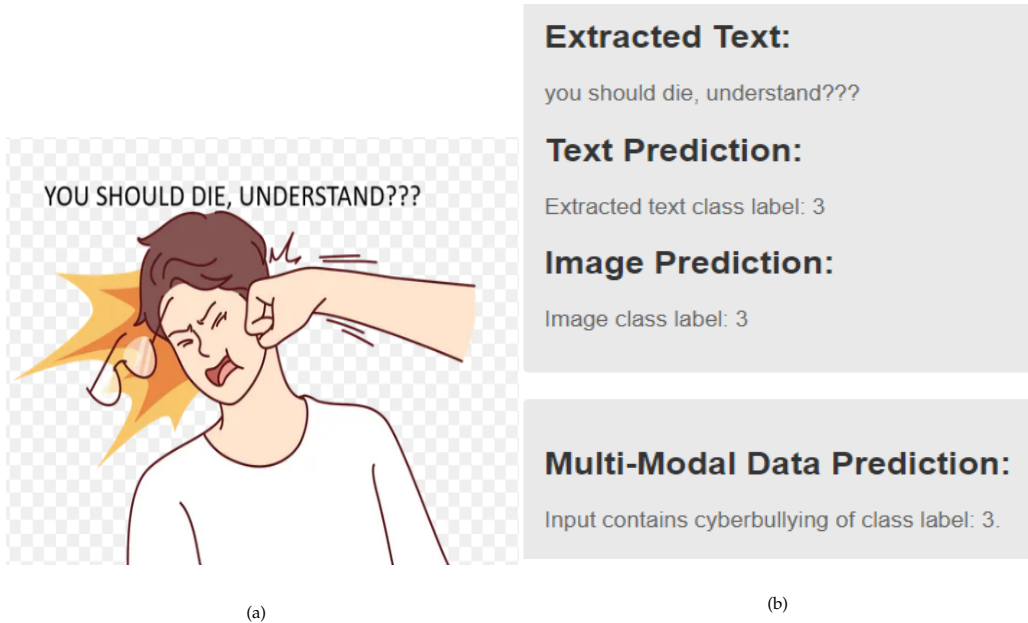 YOU SHOULD DIE, UNDERSTAND???
(a)
Extracted Text:
you should die, understand???
Text Prediction:
Extracted text class label: 3
Image Prediction:
Image class label: 3
Multi-Modal Data Prediction:
Input contains cyberbullying of class label: 3.
(b)